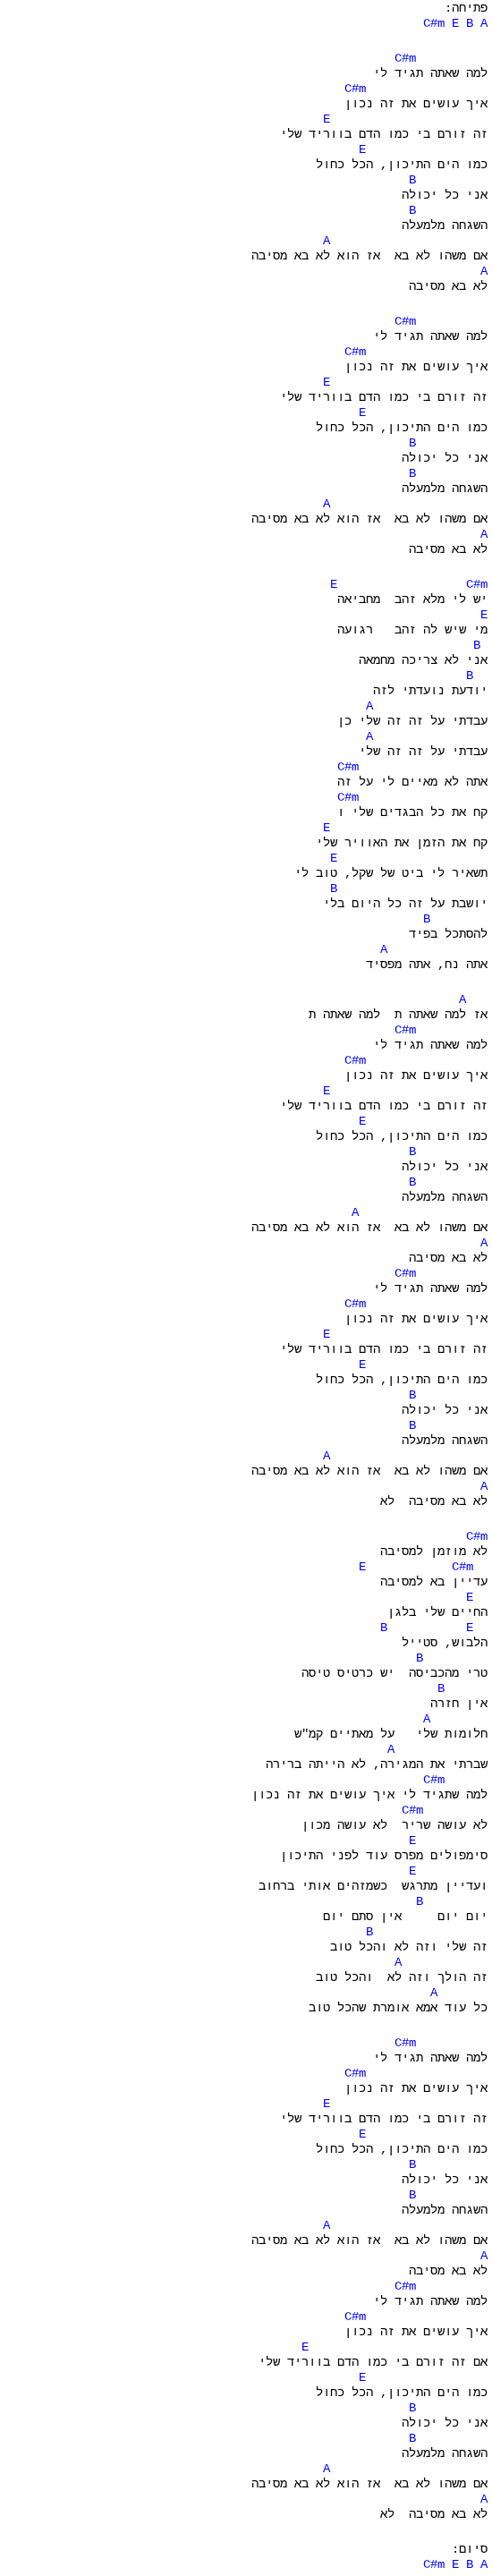 פתיחה:
C#m E B A

C#m
למה שאתה תגיד לי
C#m
איך עושים את זה נכון
E
זה זורם בי כמו הדם בווריד שלי
E
כמו הים התיכון, הכל כחול
B
אני כל יכולה
B
השגחה מלמעלה
A
אם משהו לא בא  אז הוא לא בא מסיבה
A
לא בא מסיבה

C#m
למה שאתה תגיד לי
C#m
איך עושים את זה נכון
E
זה זורם בי כמו הדם בווריד שלי
E
כמו הים התיכון, הכל כחול
B
אני כל יכולה
B
השגחה מלמעלה
A
אם משהו לא בא  אז הוא לא בא מסיבה
A
לא בא מסיבה

E C#m
יש לי מלא זהב  מחביאה
E
מי שיש לה זהב   רגועה
B
אני לא צריכה מחמאה
B
יודעת נועדתי לזה
A
עבדתי על זה זה שלי כן
A
עבדתי על זה זה שלי
C#m
אתה לא מאיים לי על זה
C#m
קח את כל הבגדים שלי ו
E
קח את הזמן את האוויר שלי
E
תשאיר לי ביט של שקל, טוב לי
B
יושבת על זה כל היום בלי
B
להסתכל בפיד
A
אתה נח, אתה מפסיד

A
אז למה שאתה ת  למה שאתה ת
C#m
למה שאתה תגיד לי
C#m
איך עושים את זה נכון
E
זה זורם בי כמו הדם בווריד שלי
E
כמו הים התיכון, הכל כחול
B
אני כל יכולה
B
השגחה מלמעלה
A
אם משהו לא בא  אז הוא לא בא מסיבה
A
לא בא מסיבה
C#m
למה שאתה תגיד לי
C#m
איך עושים את זה נכון
E
זה זורם בי כמו הדם בווריד שלי
E
כמו הים התיכון, הכל כחול
B
אני כל יכולה
B
השגחה מלמעלה
A
אם משהו לא בא  אז הוא לא בא מסיבה
A
לא בא מסיבה  לא

C#m
לא מוזמן למסיבה
E C#m
עדיין בא למסיבה
E
החיים שלי בלגן
B E
הלבוש, סטייל
B
טרי מהכביסה  יש כרטיס טיסה
B
אין חזרה
A
חלומות שלי   על מאתיים קמ"ש
A
שברתי את המגירה, לא הייתה ברירה
C#m
למה שתגיד לי איך עושים את זה נכון
C#m
לא עושה שריר  לא עושה מכון
E
סימפולים מפרס עוד לפני התיכון
E
ועדיין מתרגש  כשמזהים אותי ברחוב
B
יום יום     אין סתם יום
B
זה שלי וזה לא והכל טוב
A
זה הולך וזה לא  והכל טוב
A
כל עוד אמא אומרת שהכל טוב

C#m
למה שאתה תגיד לי
C#m
איך עושים את זה נכון
E
זה זורם בי כמו הדם בווריד שלי
E
כמו הים התיכון, הכל כחול
B
אני כל יכולה
B
השגחה מלמעלה
A
אם משהו לא בא  אז הוא לא בא מסיבה
A
לא בא מסיבה
C#m
למה שאתה תגיד לי
C#m
איך עושים את זה נכון
E
אם זה זורם בי כמו הדם בווריד שלי
E
כמו הים התיכון, הכל כחול
B
אני כל יכולה
B
השגחה מלמעלה
A
אם משהו לא בא  אז הוא לא בא מסיבה
A
לא בא מסיבה  לא

סיום:
C#m E B A